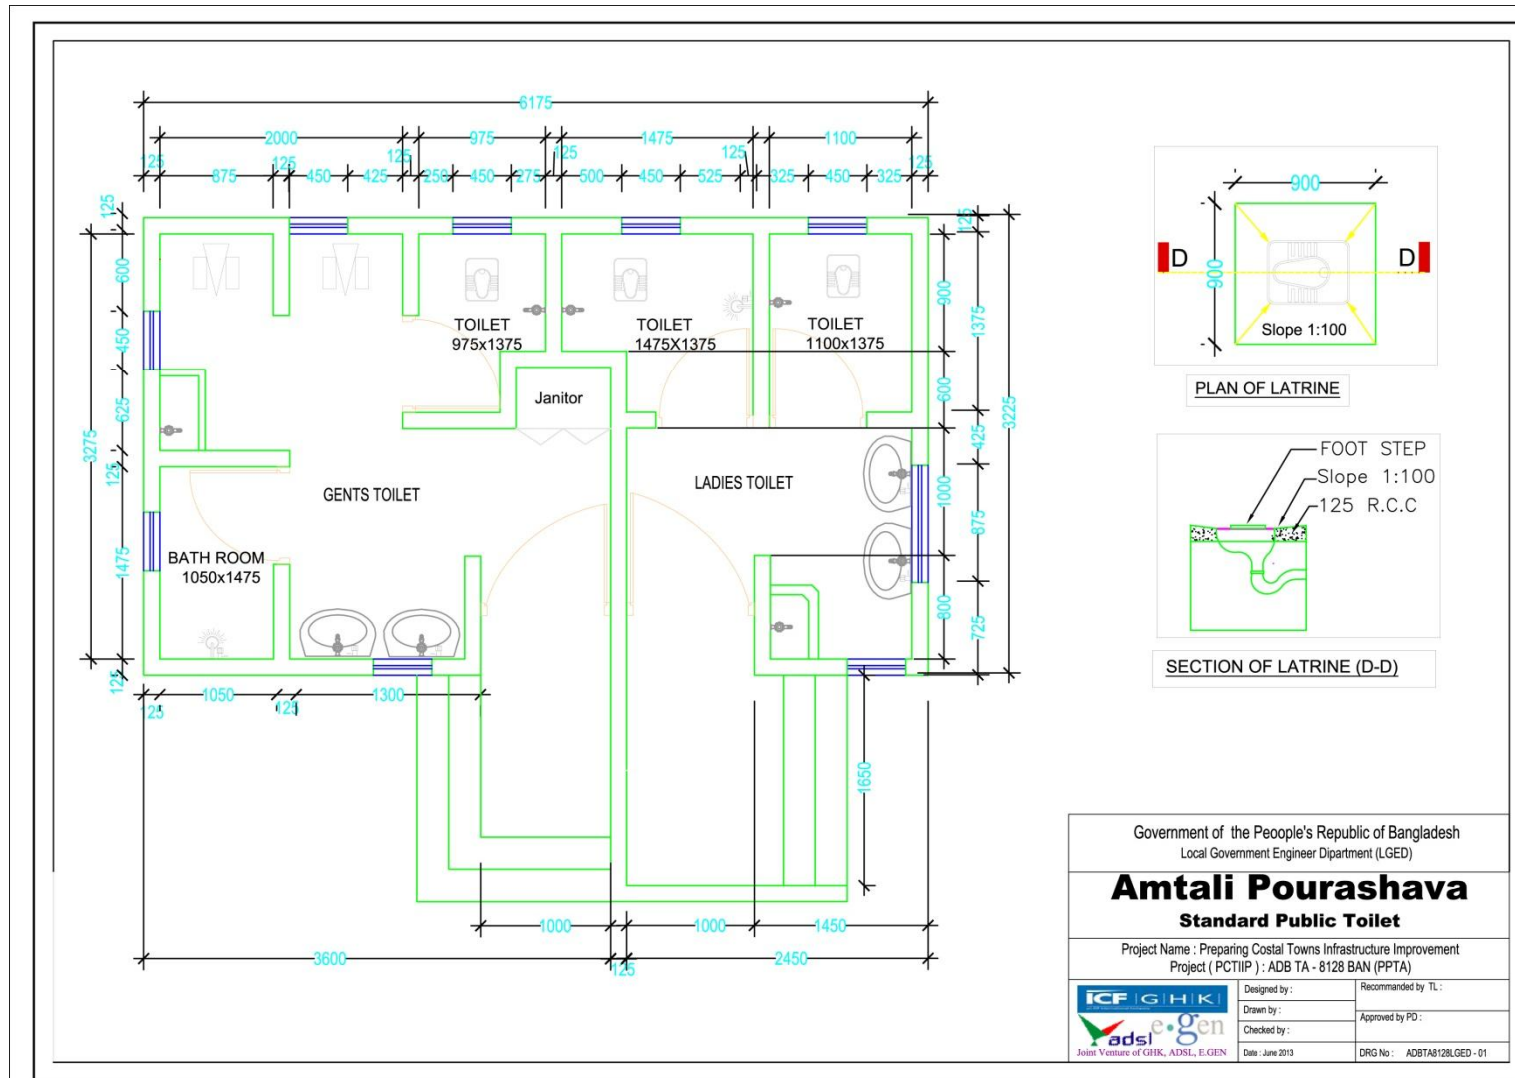 6175
2000
975
1475
1100
125
875
125
450
425
125
250
450
275
125
500
450
525
125
325
450
325
125
125
600
450
625
125
1475
125
3275
125
900
600
1000
800
125
1375
425
875
725
3225
TOILET
975x1375
TOILET
1475X1375
TOILET
1100x1375
Janitor
GENTS TOILET
LADIES TOILET
BATH ROOM
1050x1475
125
1050
125
1300
1650
1000
1000
1450
3600
125
2450
900
900
D
D
Slope 1:100
PLAN OF LATRINE
FOOT STEP
Slope 1:100
125 R.C.C
SECTION OF LATRINE (D-D)
Government of the Peoople's Republic of Bangladesh
Local Government Engineer Dipartment (LGED)
Amtali Pourashava
Standard Public Toilet
Project Name : Preparing Costal Towns Infrastructure Improvement
Project ( PCTIIP ) : ADB TA - 8128 BAN (PPTA)
ICF G H K
adsl e.gen
Joint Venture of GHK, ADSL, E.GEN
Designed by :
Drawn by :
Checked by :
Date : June 2013
Recommanded by TL :
Approved by PD :
DRG No : ADBTA8128LGED - 01